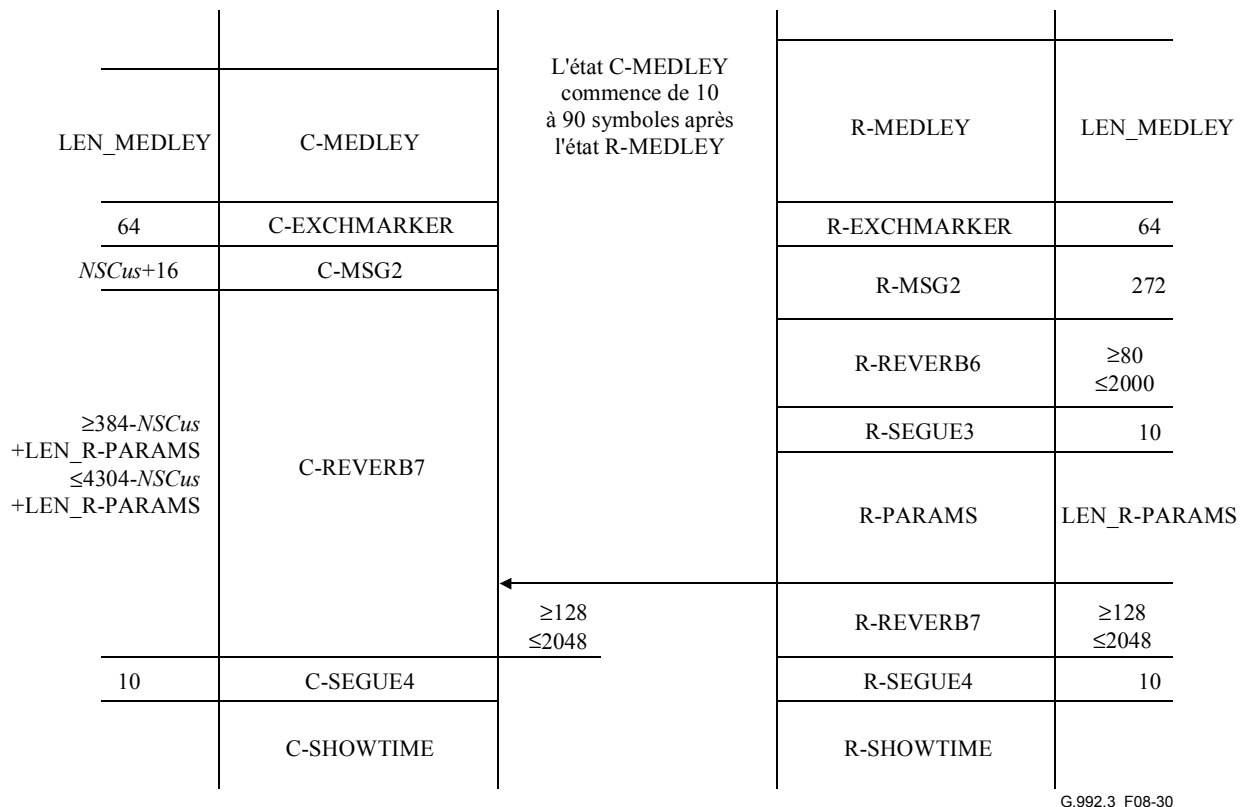 L'état C-MEDLEY
commence de 10
à 90 symboles après
l'état R-MEDLEY
LEN_MEDLEY
C-MEDLEY
R-MEDLEY
LEN_MEDLEY
64
C-EXCHMARKER
R-EXCHMARKER
64
NSCus+16
C-MSG2
R-MSG2
272
R-REVERB6
≥80
≤2000
≥384-NSCus
+LEN_R-PARAMS
≤4304-NSCus
+LEN_R-PARAMS
C-REVERB7
R-SEGUE3
10
R-PARAMS
LEN_R-PARAMS
≥128
≤2048
R-REVERB7
≥128
≤2048
10
C-SEGUE4
R-SEGUE4
10
C-SHOWTIME
R-SHOWTIME
G.992.3_F08-30